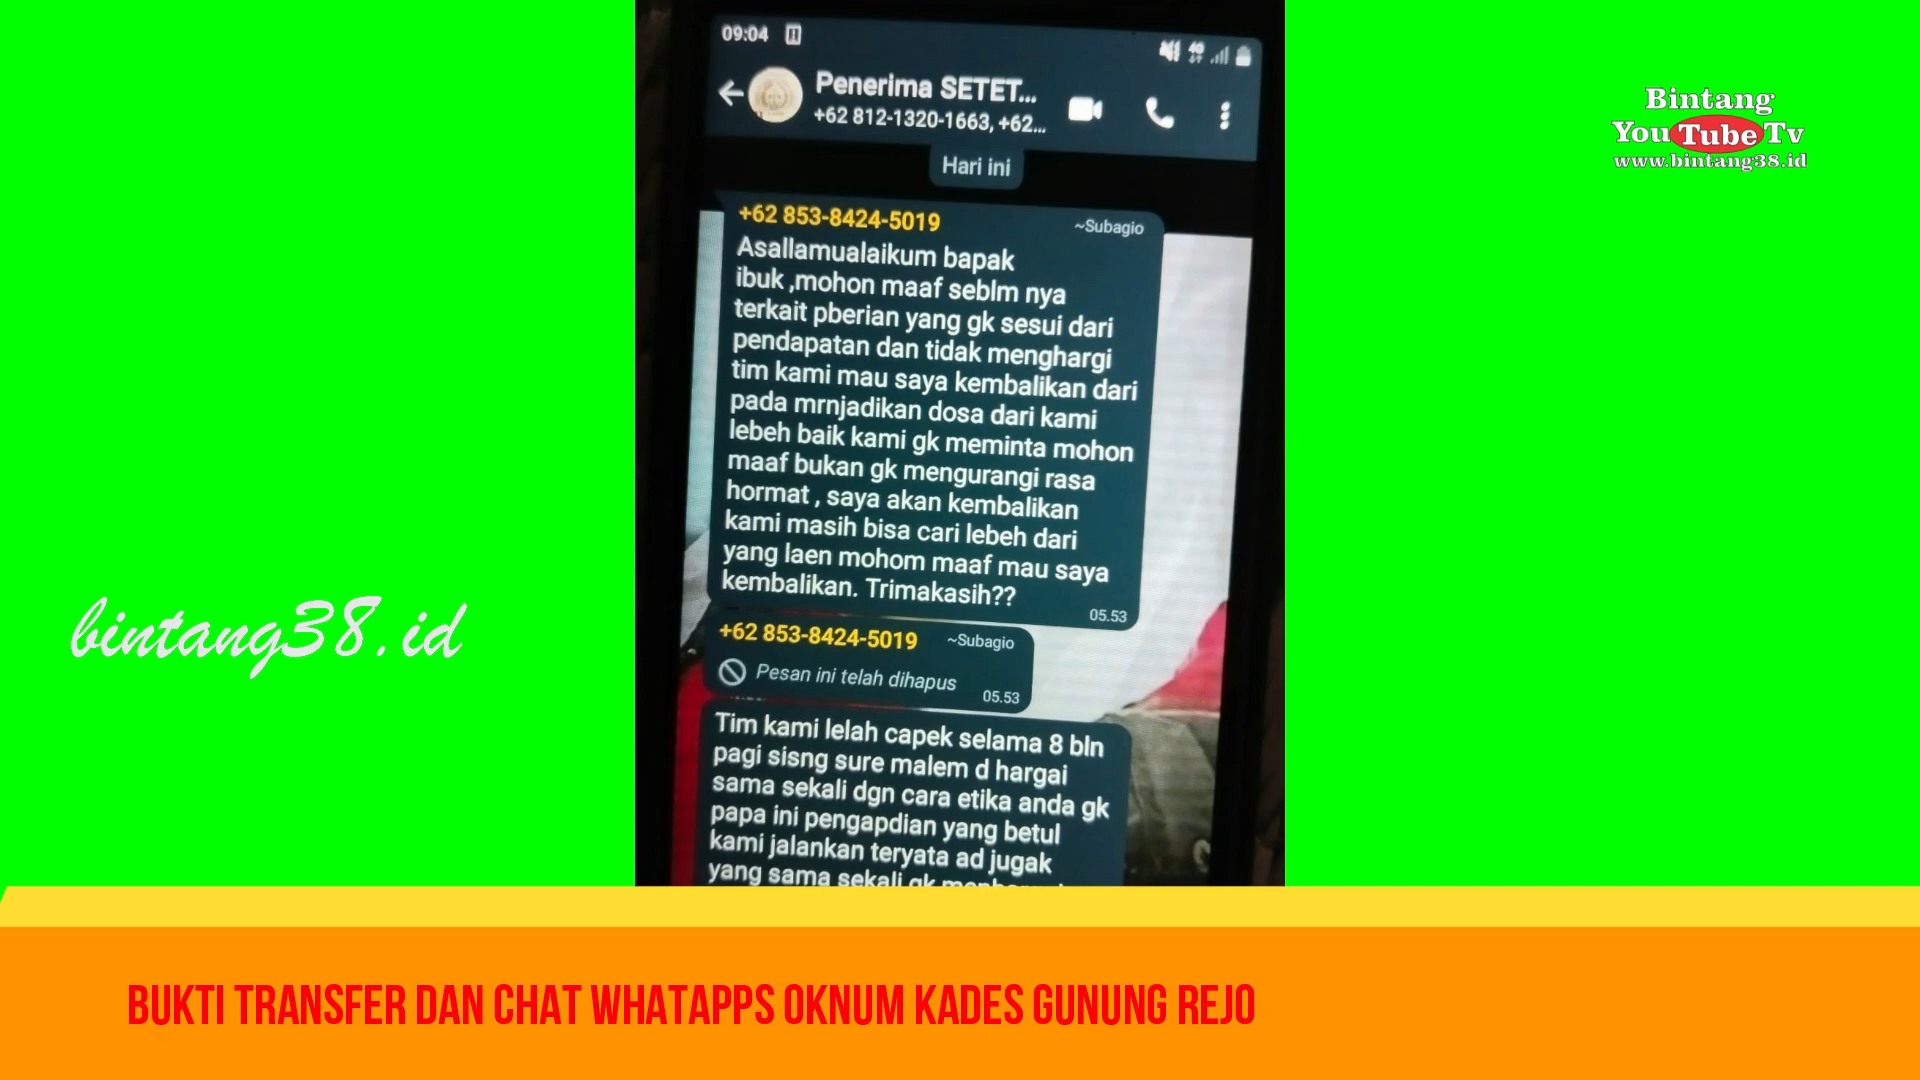 09:04
4G
Penerima SETET...
+62 812-1320-1663, +62...
Hari ini
+62 853-8424-5019 ~Subagio
Asallamualaikum bapak
ibuk ,mohon maaf seblm nya
terkait pberian yang gk sesui dari
pendapatan dan tidak menghargi
tim kami mau saya kembalikan dari
pada mrnjadikan dosa dari kami
lebeh baik kami gk meminta mohon
maaf bukan gk mengurangi rasa
hormat , saya akan kembalikan
kami masih bisa cari lebeh dari
yang laen mohom maaf mau saya
kembalikan. Trimakasih??
05.53
+62 853-8424-5019 ~Subagio
Pesan ini telah dihapus
05.53
Tim kami lelah capek selama 8 bln
pagi sisng sure malem d hargai
sama sekali dgn cara etika anda gk
papa ini pengapdian yang betul
kami jalankan teryata ad jugak
yang sama sekali gk
Bintang
YouTubeTv
www.bintang38.id
bintang38.id
BUKTI TRANSFER DAN CHAT WHATAPPS OKNUM KADES GUNUNG REJO